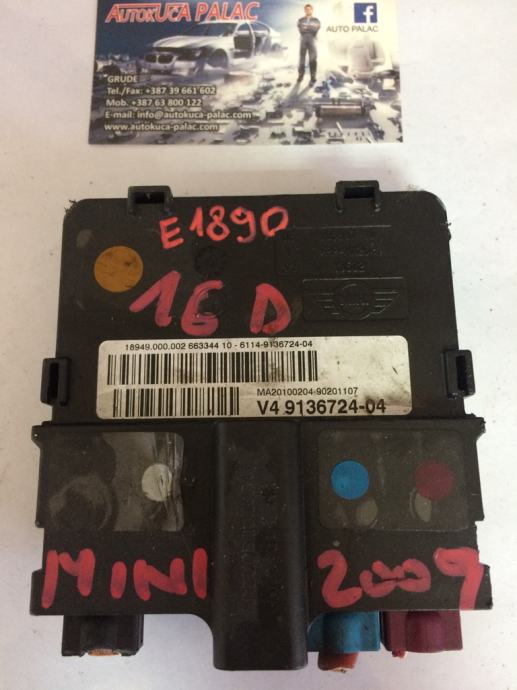 AUTOKUĆA PALAC
AUTO PALAC
GRUDE
Tel./Fax: +387 39 661 602
Mob. +387 63 800 122
E-mail: info@autokuca-palac.com
www.autokuca-palac.com
E1890
16 D
18949.000.002 663344 10 - 6114-9136724-04
MA20100204-90201107
V4 9136724-04
MINI
2009